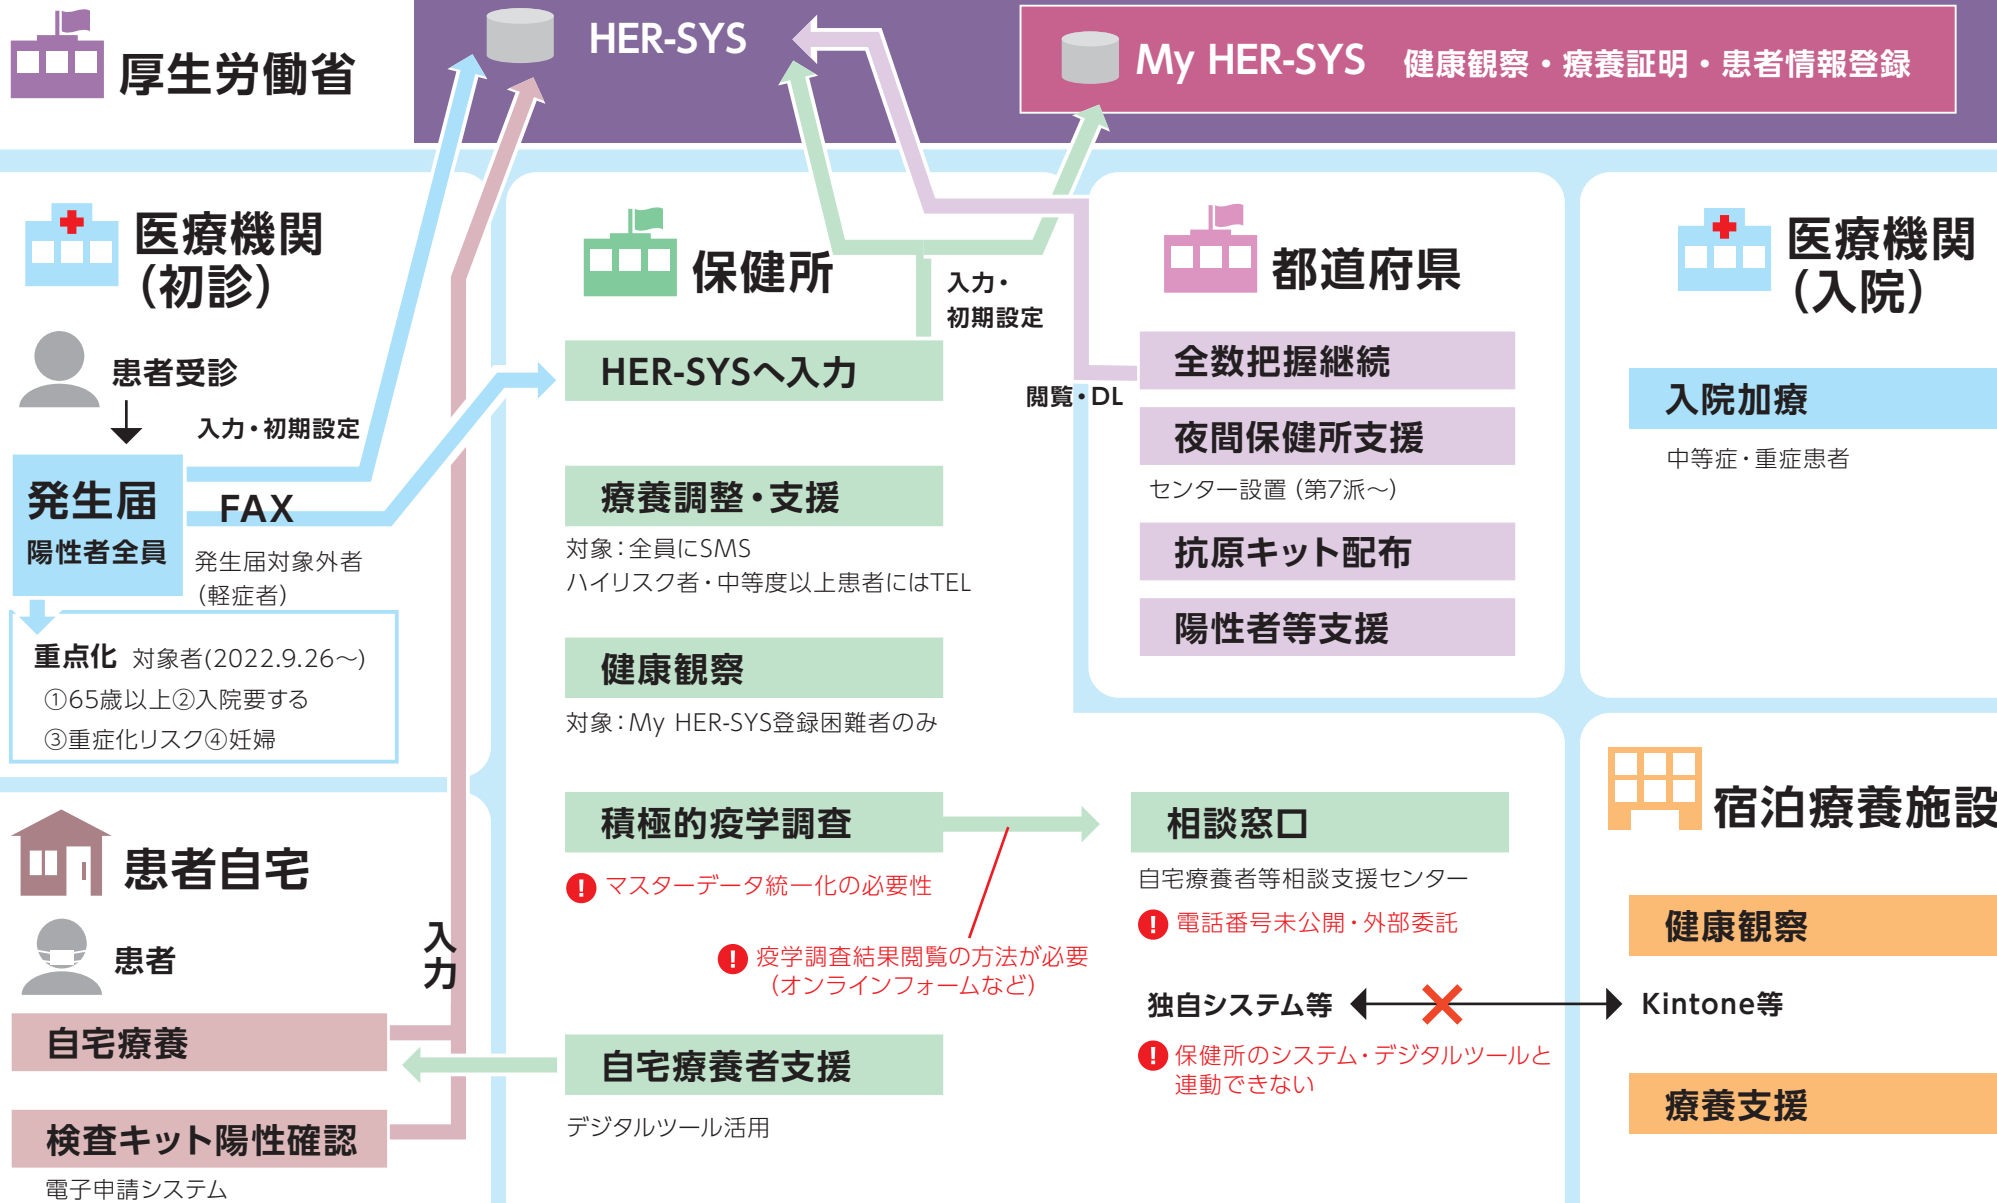 厚生労働省
HER-SYS
My HER-SYS 健康観察・療養証明・患者情報登録
医療機関
（初診）
患者受診
入力・初期設定
発生届
陽性者全員
FAX
発生届対象外者
（軽症者）
重点化 対象者(2022.9.26～)
①65歳以上②入院要する
③重症化リスク④妊婦
患者自宅
患者
入力
自宅療養
検査キット陽性確認
電子申請システム
保健所
入力・
初期設定
HER-SYSへ入力
療養調整・支援
対象：全員にSMS
ハイリスク者・中等度以上患者にはTEL
健康観察
対象：My HER-SYS登録困難者のみ
積極的疫学調査
! マスターデータ統一化の必要性
! 疫学調査結果閲覧の方法が必要
（オンラインフォームなど）
自宅療養者支援
デジタルツール活用
都道府県
閲覧・DL
全数把握継続
夜間保健所支援
センター設置（第7派～）
抗原キット配布
陽性者等支援
相談窓口
自宅療養者等相談支援センター
! 電話番号未公開・外部委託
独自システム等
! 保健所のシステム・デジタルツールと
連動できない
医療機関
（入院）
入院加療
中等症・重症患者
宿泊療養施設
健康観察
Kintone等
療養支援